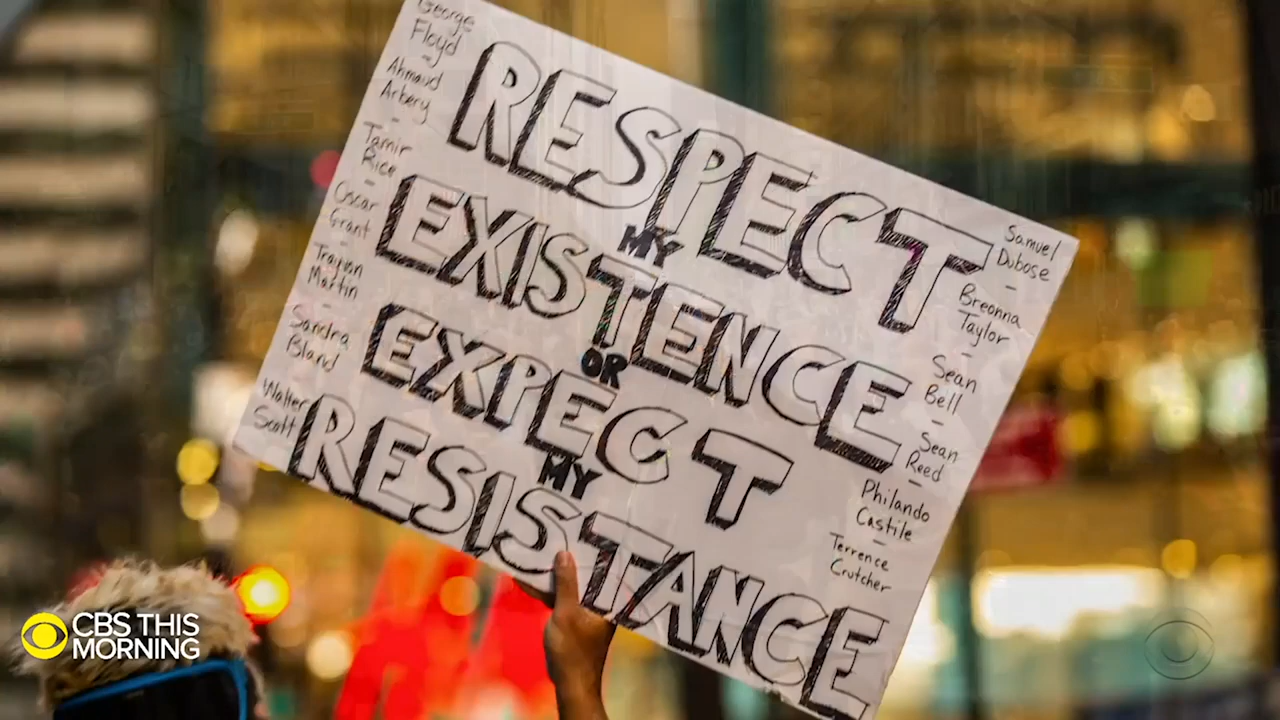 George
Floyd
-
Ahmaud
Arbery
-
Tamir
Rice
-
Oscar
Grant
-
Trayvon
Martin
-
Sandra
Bland
-
Walter
Scott
RESPECT
MY
EXISTENCE
OR
EXPECT
MY
RESISTANCE
Samuel
Dubose
-
Breonna
Taylor
-
Sean
Bell
-
Sean
Reed
-
Philando
Castile
-
Terrence
Crutcher
CBS THIS
MORNING